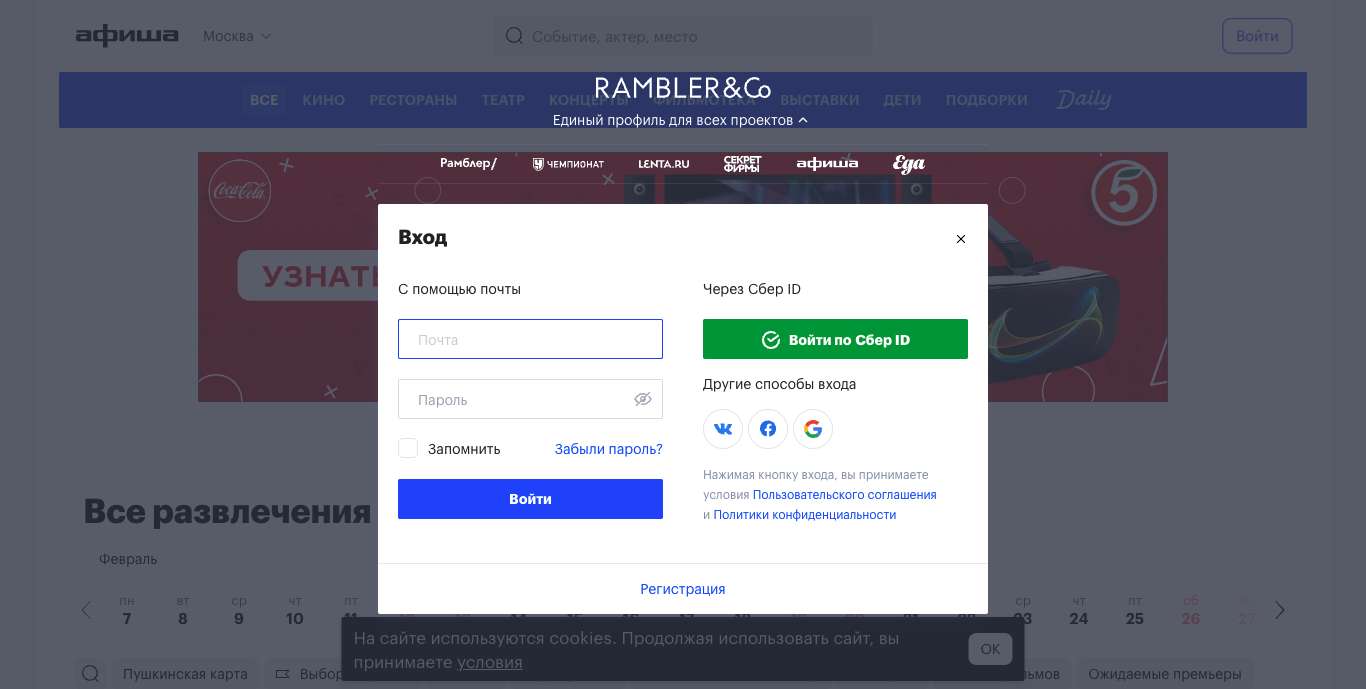 афиша
Москва
Событие, актер, место
Войти
RAMBLER&Co
ВСЕ КИНО РЕСТОРАНЫ ТЕАТР КОНЦЕРТЫ ФИЛЬМОТЕКА ВЫСТАВКИ ДЕТИ ПОДБОРКИ Daily
Единый профиль для всех проектов
Рамблер/ ЧЕМПИОНАТ LENTA.RU СЕКРЕТ ФИРМЫ афиша Еда
Coca-Cola
5
УЗНАТЬ
Вход
С помощью почты
Почта
Пароль
Запомнить
Забыли пароль?
Войти
Через Сбер ID
Войти по Сбер ID
Другие способы входа
Нажимая кнопку входа, вы принимаете
условия Пользовательского соглашения
и Политики конфиденциальности
Регистрация
Все развлечения
Февраль
пн вт ср чт пт ср чт пт сб вс
7 8 9 10 11 23 24 25 26 27
На сайте используются cookies. Продолжая использовать сайт, вы
принимаете условия
OK
Пушкинская карта
Ожидаемые премьеры